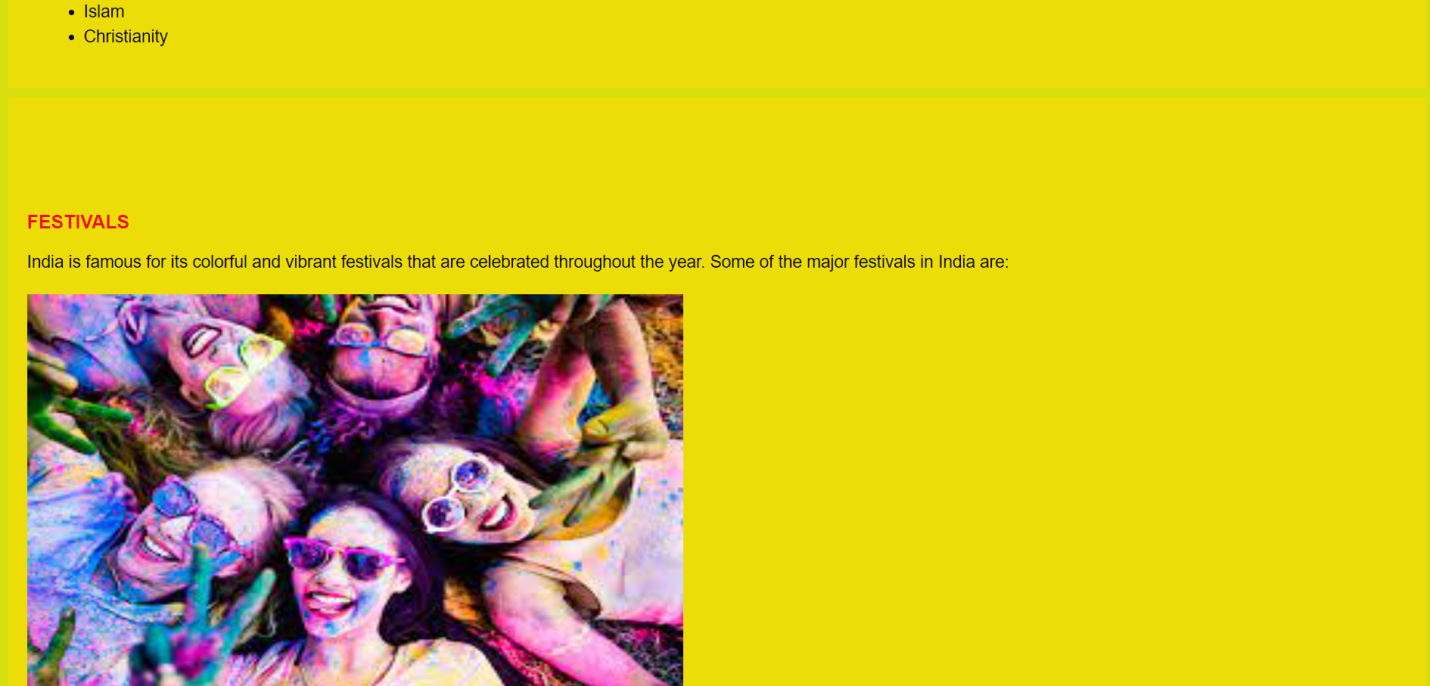 Islam
Christianity
FESTIVALS
India is famous for its colorful and vibrant festivals that are celebrated throughout the year. Some of the major festivals in India are: